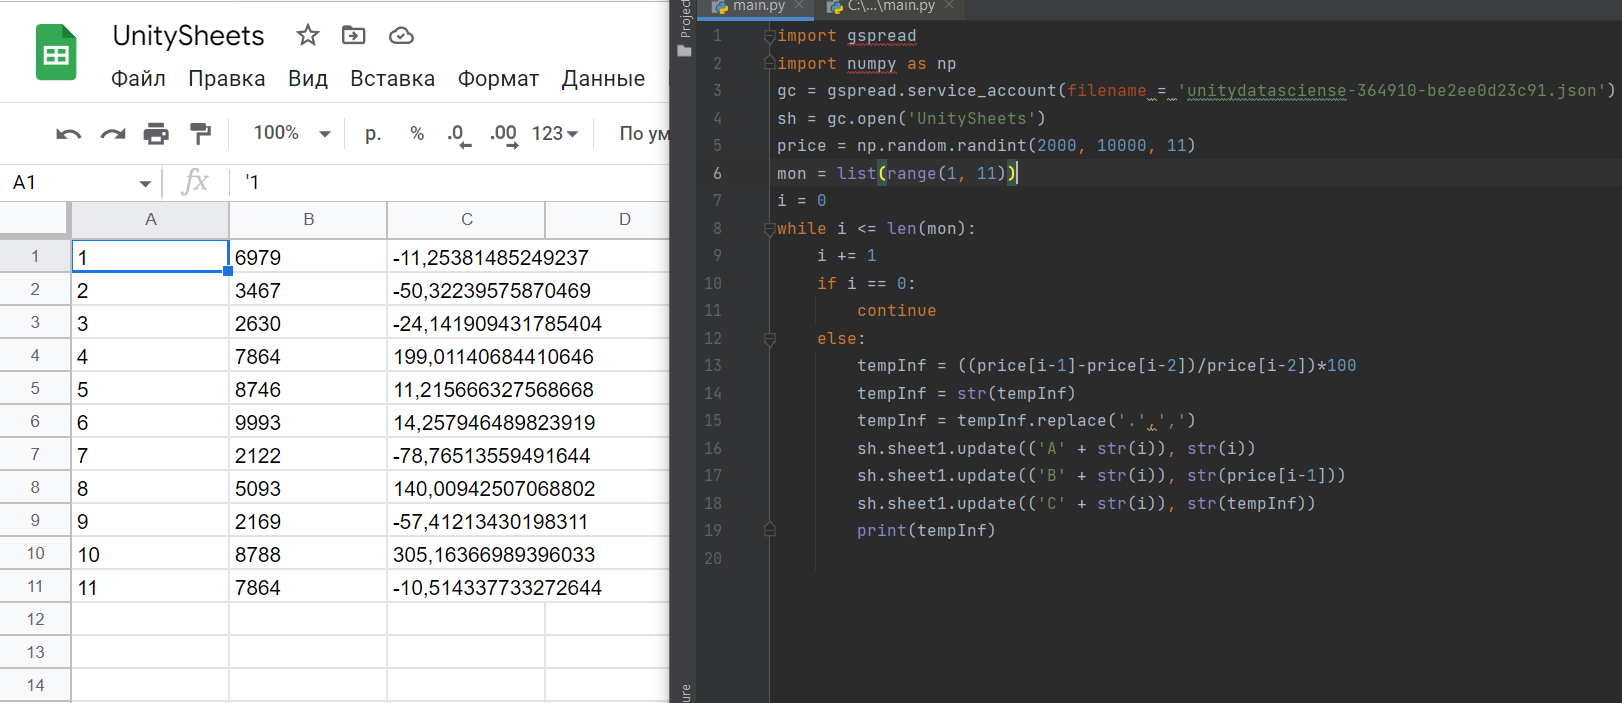 UnitySheets
Файл Правка Вид Вставка Формат Данные
100% р. % .0 .00 123 По ум
A1 fx '1
A B C D
1 1 6979 -11,25381485249237
2 2 3467 -50,32239575870469
3 3 2630 -24,141909431785404
4 4 7864 199,01140684410646
5 5 8746 11,215666327568668
6 6 9993 14,257946489823919
7 7 2122 -78,76513559491644
8 8 5093 140,00942507068802
9 9 2169 -57,41213430198311
10 10 8788 305,16366989396033
11 11 7864 -10,514337733272644
12
13
14
Project
ure
main.py C:\...\main.py
1 import gspread
2 import numpy as np
3 gc = gspread.service_account(filename = 'unitydatasciense-364910-be2ee0d23c91.json')
4 sh = gc.open('UnitySheets')
5 price = np.random.randint(2000, 10000, 11)
6 mon = list(range(1, 11))
7 i = 0
8 while i <= len(mon):
9 i += 1
10 if i == 0:
11 continue
12 else:
13 tempInf = ((price[i-1]-price[i-2])/price[i-2])*100
14 tempInf = str(tempInf)
15 tempInf = tempInf.replace('.',',')
16 sh.sheet1.update(('A' + str(i)), str(i))
17 sh.sheet1.update(('B' + str(i)), str(price[i-1]))
18 sh.sheet1.update(('C' + str(i)), str(tempInf))
19 print(tempInf)
20